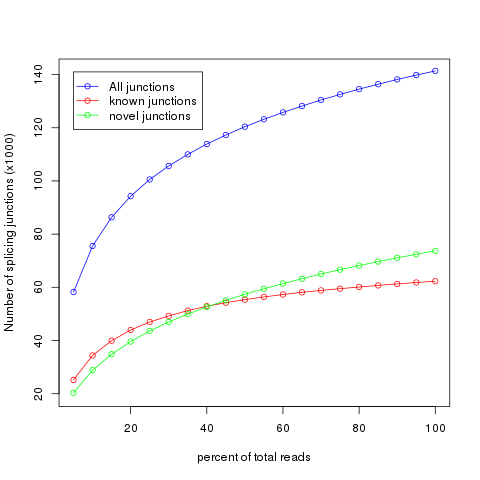 All junctions
known junctions
novel junctions
Number of splicing junctions (x1000)
140
120
100
80
60
40
20
20 40 60 80 100
percent of total reads